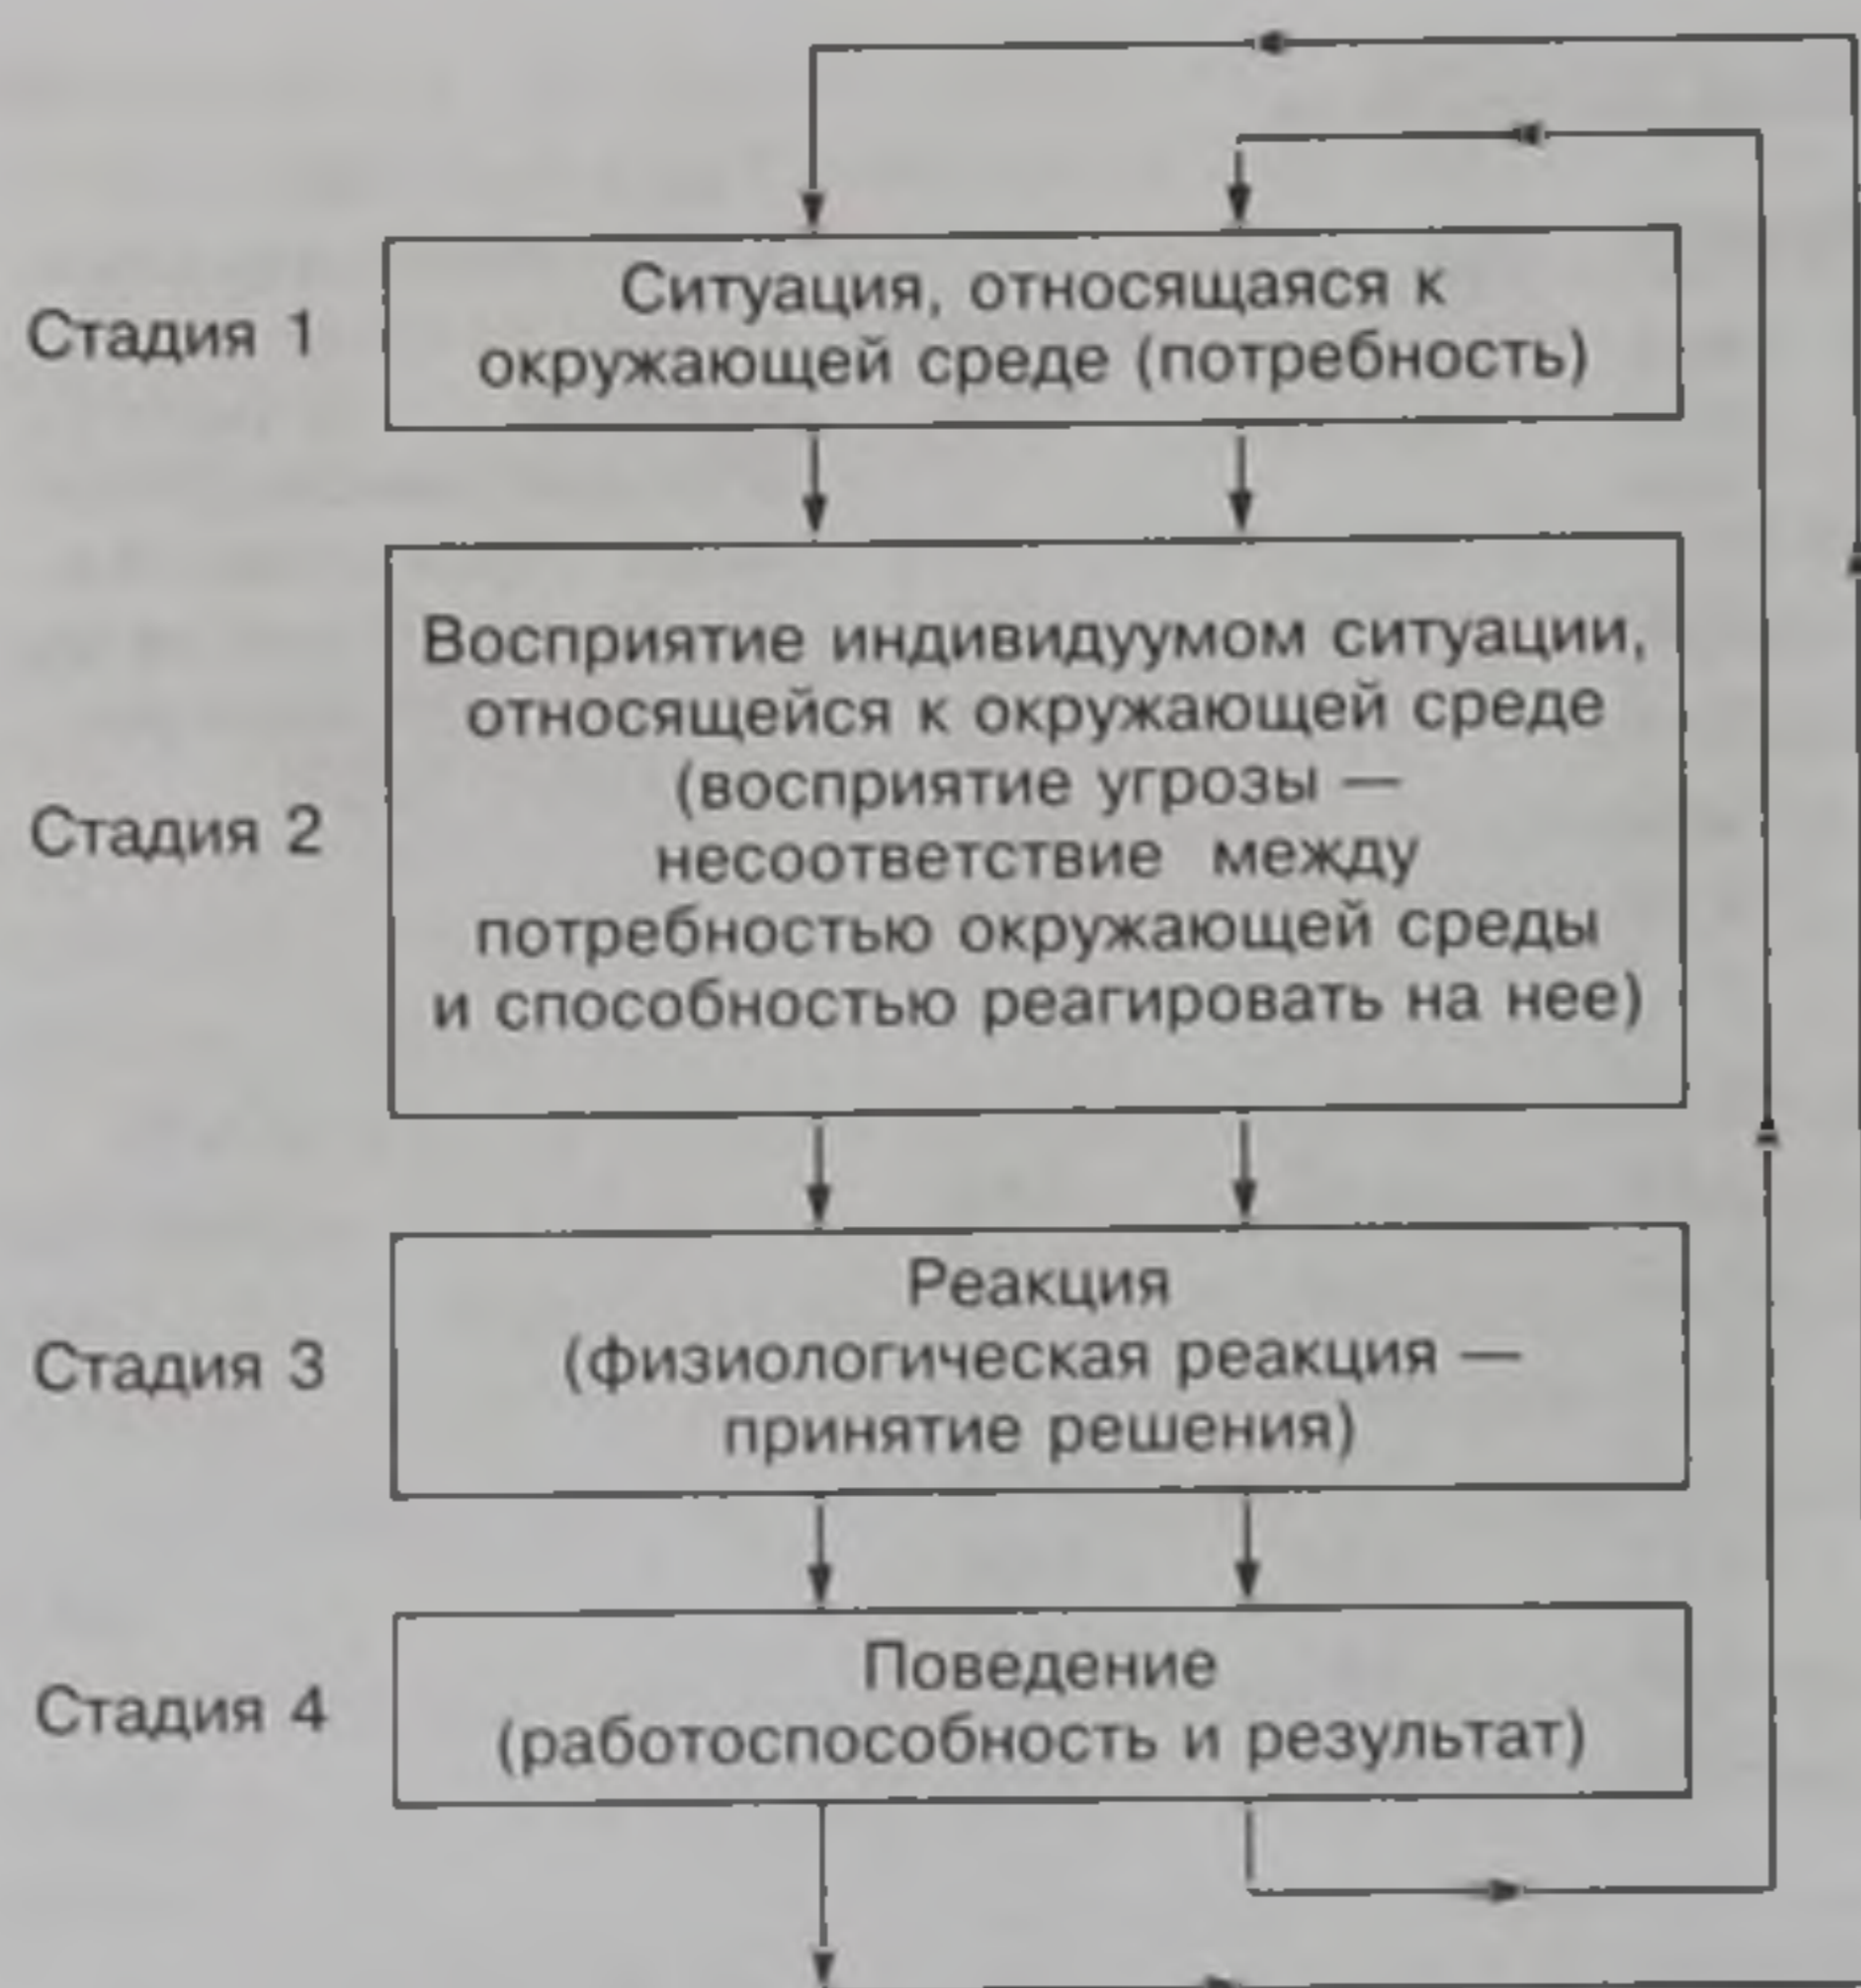 Стадия 1
Ситуация, относящаяся к
окружающей среде (потребность)
Стадия 2
Восприятие индивидуумом ситуации,
относящейся к окружающей среде
(восприятие угрозы —
несоответствие между
потребностью окружающей среды
и способностью реагировать на нее)
Стадия 3
Реакция
(физиологическая реакция —
принятие решения)
Стадия 4
Поведение
(работоспособность и результат)